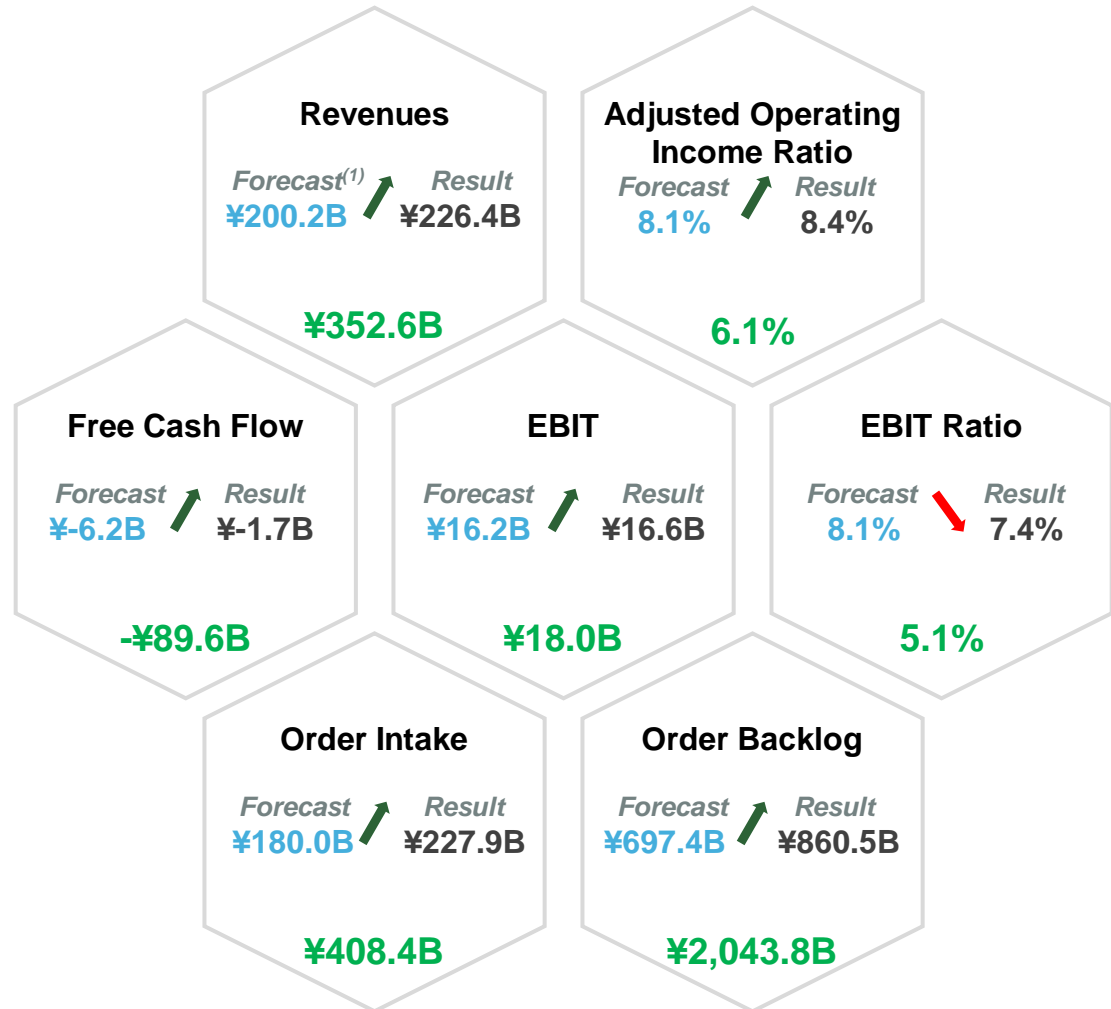 Revenues
Forecast(1) Result
¥200.2B ¥226.4B
¥352.6B
Adjusted Operating
Income Ratio
Forecast Result
8.1% 8.4%
6.1%
Free Cash Flow
Forecast Result
¥-6.2B ¥-1.7B
-¥89.6B
EBIT
Forecast Result
¥16.2B ¥16.6B
¥18.0B
EBIT Ratio
Forecast Result
8.1% 7.4%
5.1%
Order Intake
Forecast Result
¥180.0B ¥227.9B
¥408.4B
Order Backlog
Forecast Result
¥697.4B ¥860.5B
¥2,043.8B